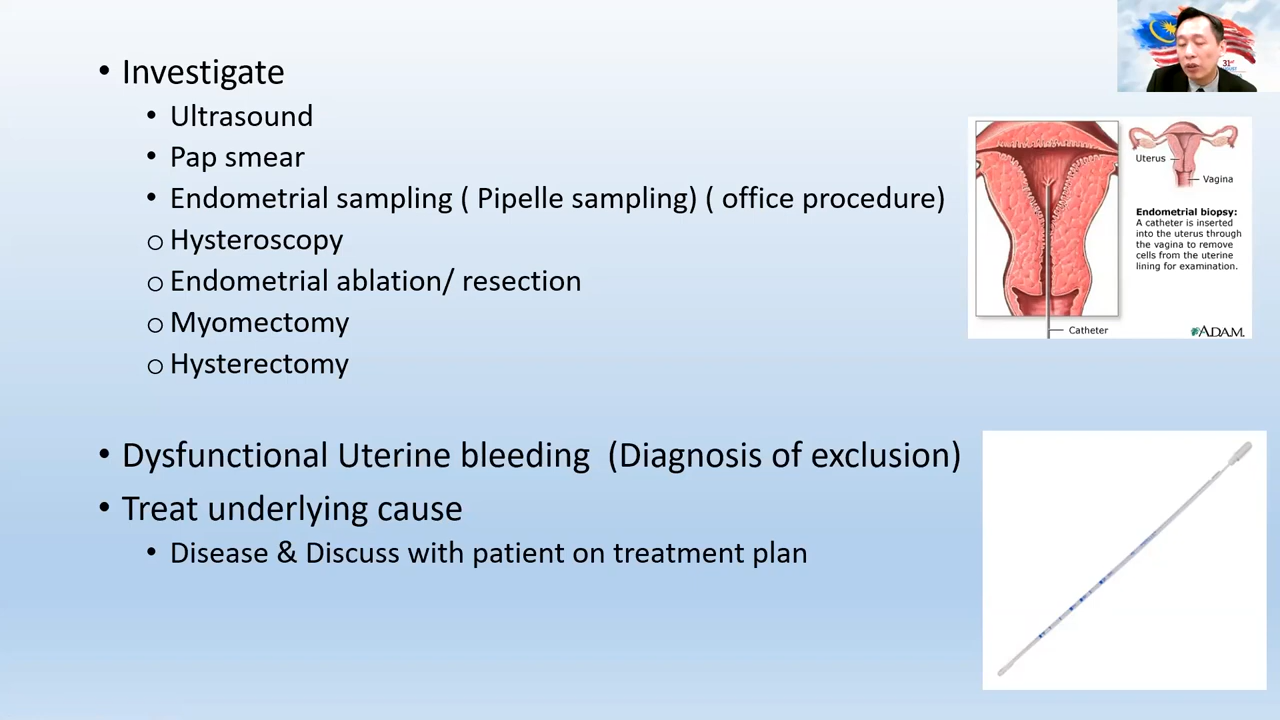 • Investigate
• Ultrasound
• Pap smear
• Endometrial sampling ( Pipelle sampling) ( office procedure)
o Hysteroscopy
o Endometrial ablation/ resection
o Myomectomy
o Hysterectomy
• Dysfunctional Uterine bleeding (Diagnosis of exclusion)
• Treat underlying cause
• Disease & Discuss with patient on treatment plan
31
Uterus
Vagina
Endometrial biopsy:
A catheter is inserted
into the uterus through
the vagina to remove
cells from the uterine
lining for examination.
Catheter
ADAM.